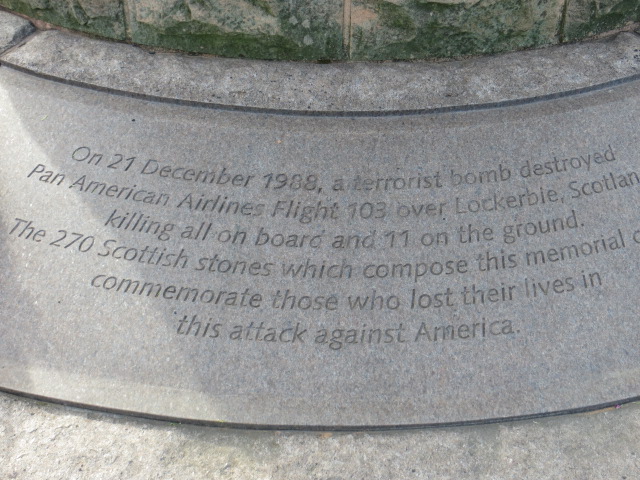 On 21 December 1988, a terrorist bomb destroyed
Pan American Airlines Flight 103 over Lockerbie, Scotlan
killing all on board and 11 on the ground.
The 270 Scottish stones which compose this memorial c
commemorate those who lost their lives in
this attack against America.